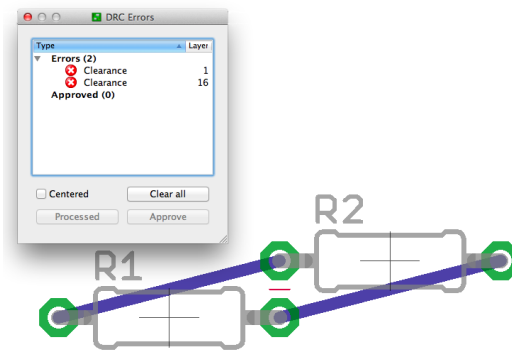 DRC Errors
Type Layer
Errors (2)
Clearance 1
Clearance 16
Approved (0)
Centered Clear all
Processed Approve
R2
R1